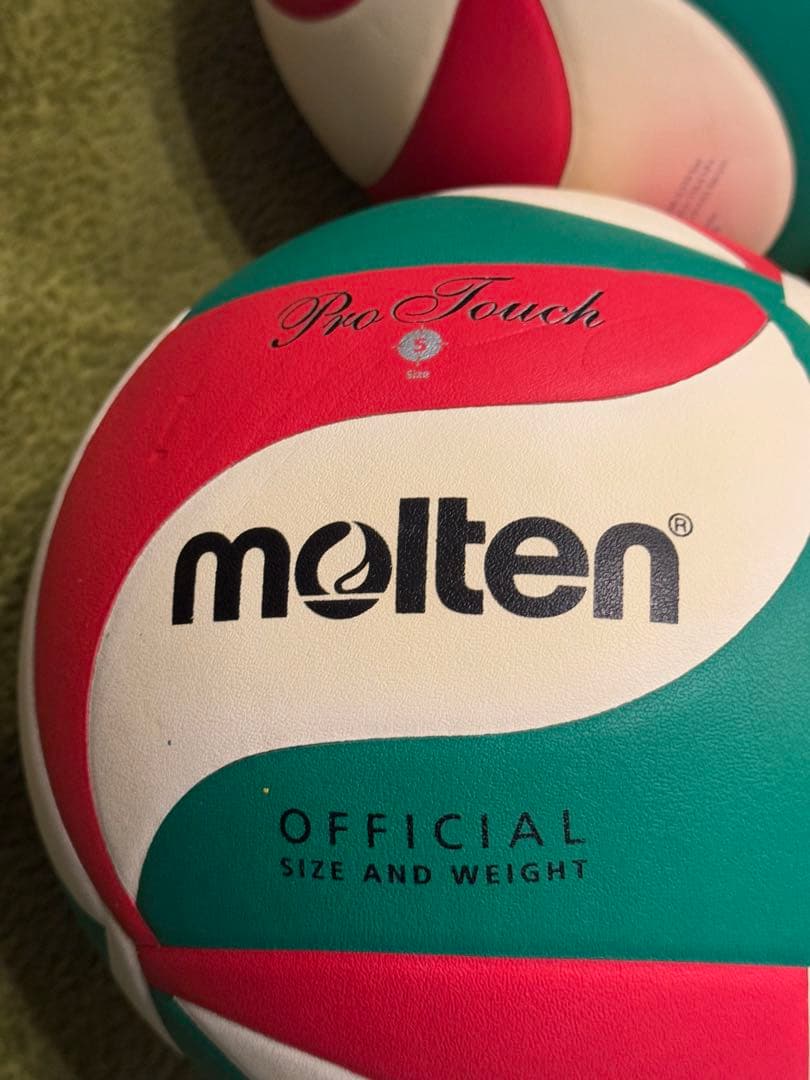 Pro Touch
5
Size
molten®
OFFICIAL
SIZE AND WEIGHT